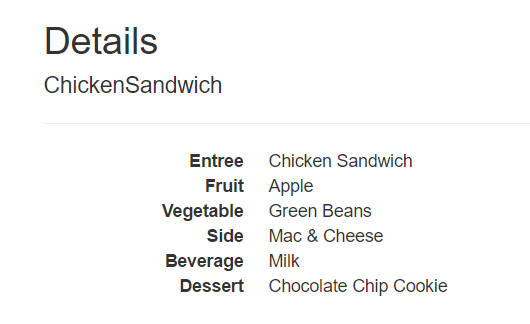 Details
ChickenSandwich
Entree Chicken Sandwich
Fruit Apple
Vegetable Green Beans
Side Mac & Cheese
Beverage Milk
Dessert Chocolate Chip Cookie